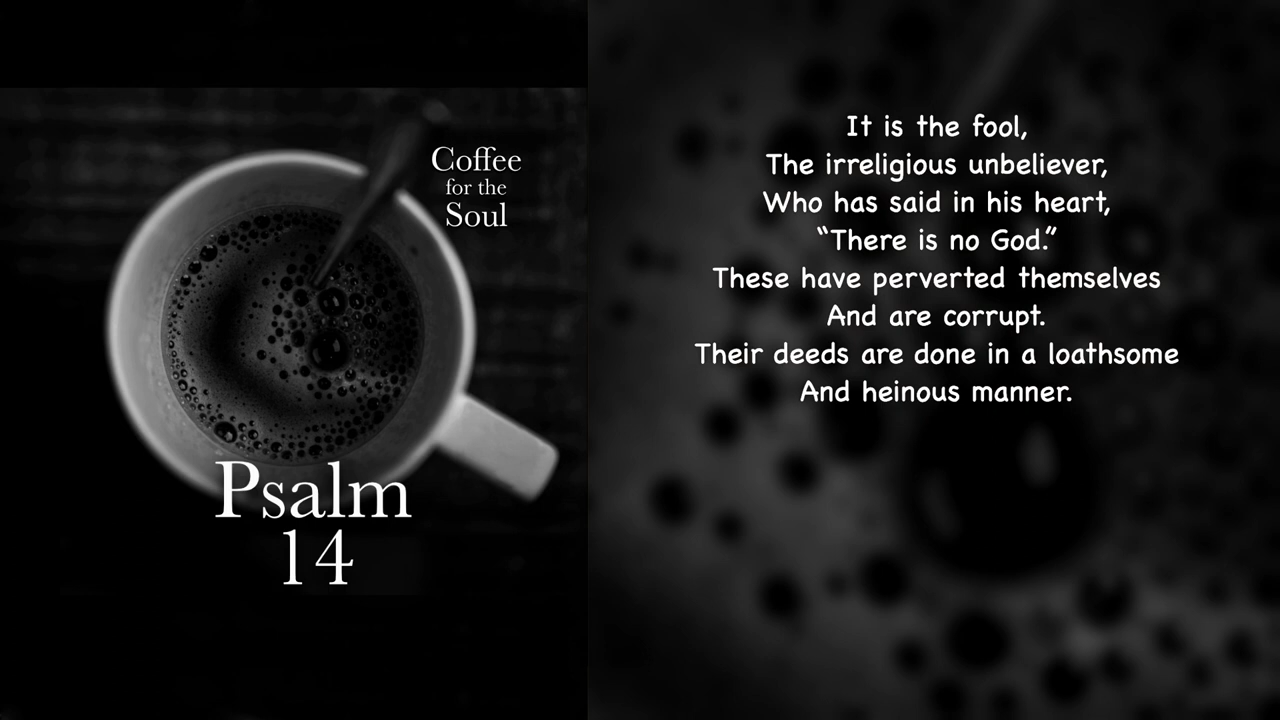 Coffee
for the
Soul
Psalm
14
It is the fool,
The irreligious unbeliever,
Who has said in his heart,
“There is no God.”
These have perverted themselves
And are corrupt.
Their deeds are done in a loathsome
And heinous manner.